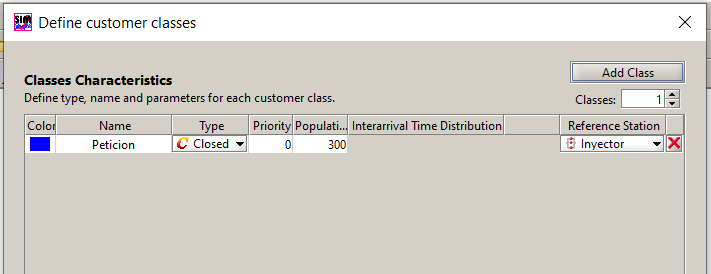 SIM
Define customer classes
Classes Characteristics
Add Class
Define type, name and parameters for each customer class.
Classes: 1
Color Name Type Priority Populati... Interarrival Time Distribution Reference Station
Peticion C Closed 0 300 Inyector